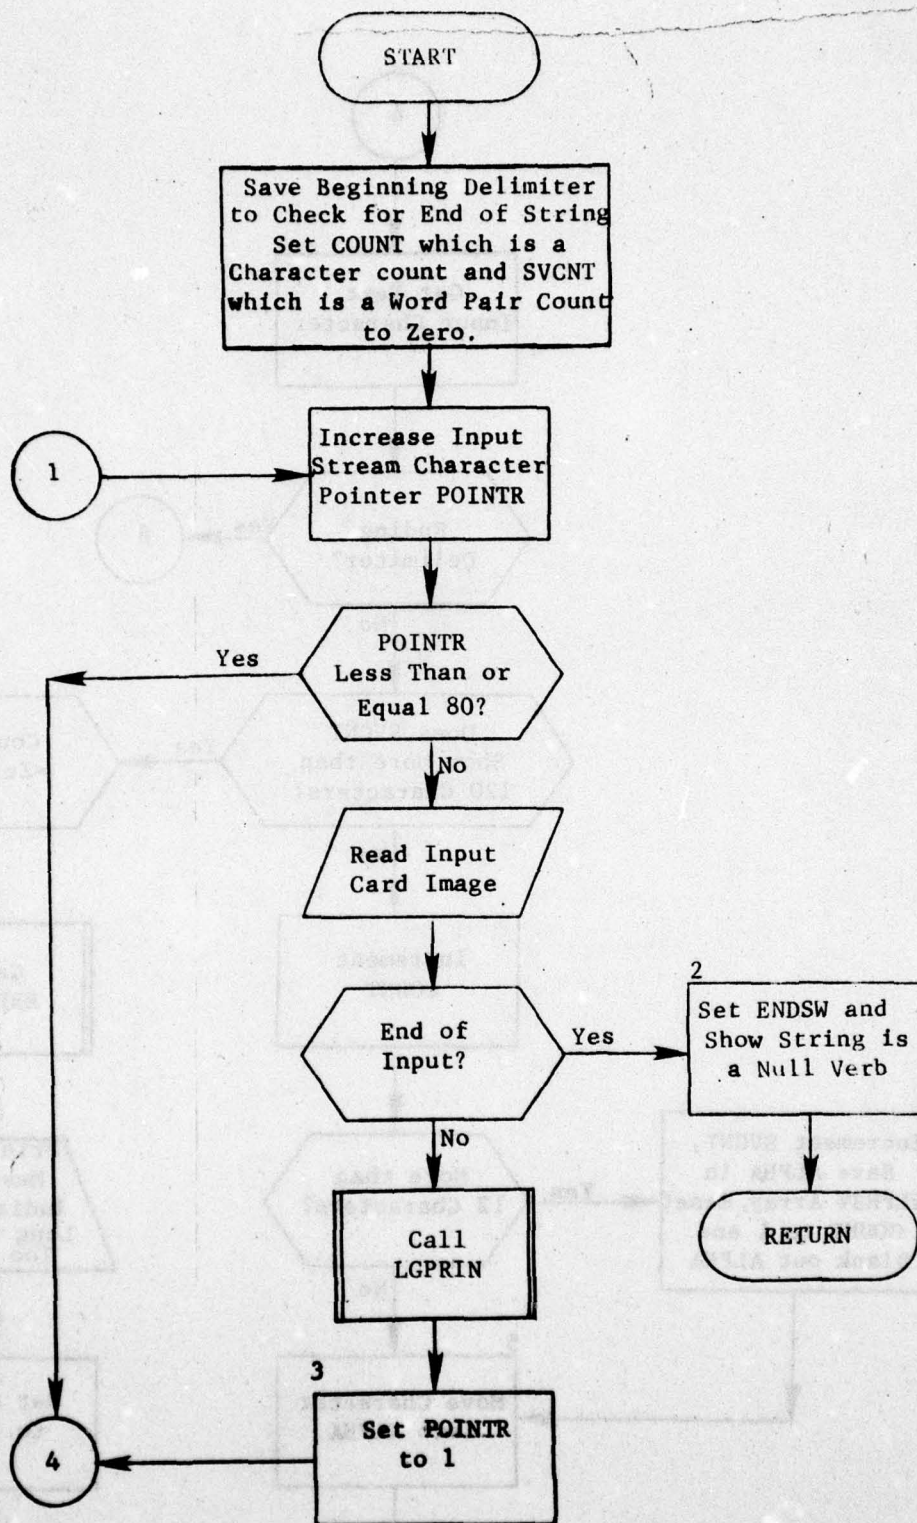 START
Save Beginning Delimiter
to Check for End of String
Set COUNT which is a
Character count and SVCNT
which is a Word Pair Count
to Zero.
1
Increase Input
Stream Character
Pointer POINTR
POINTR
Less Than or
Equal 80?
Yes
No
Read Input
Card Image
End of
Input?
Yes
2
Set ENDSW and
Show String is
a Null Verb
No
Call
LGPRIN
RETURN
3
Set POINTR
to 1
4